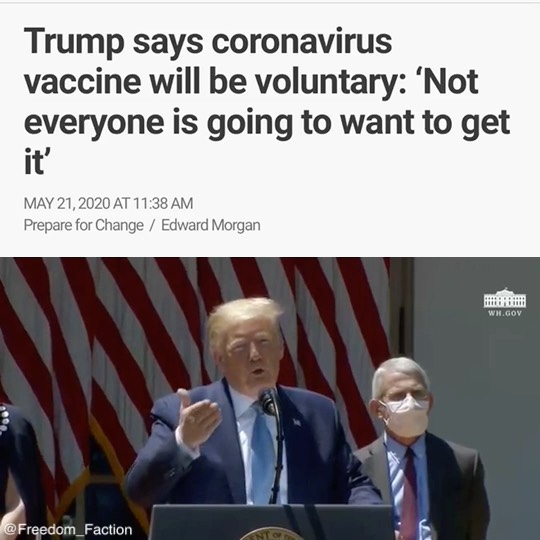 Trump says coronavirus
vaccine will be voluntary: ‘Not
everyone is going to want to get
it’
MAY 21, 2020 AT 11:38 AM
Prepare for Change / Edward Morgan
WH.GOV
@Freedom_Faction